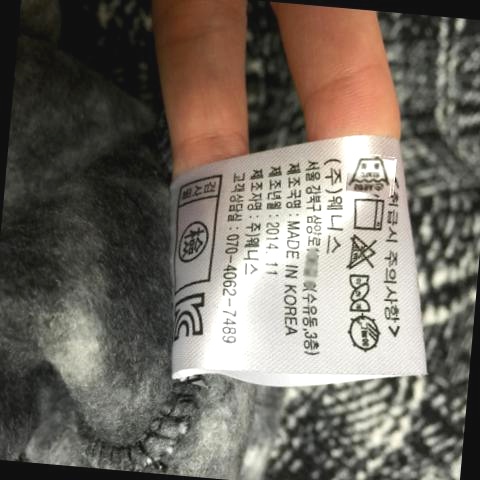 취급시 주의사항>
(주)웨니스
서울 강북구 삼양로 (수유동,3층)
제조국명 : MADE IN KOREA
제조년월 : 2014. 11
제조자명 : 주)웨니스
고객상담실 : 070-4062-7489
검사필
檢